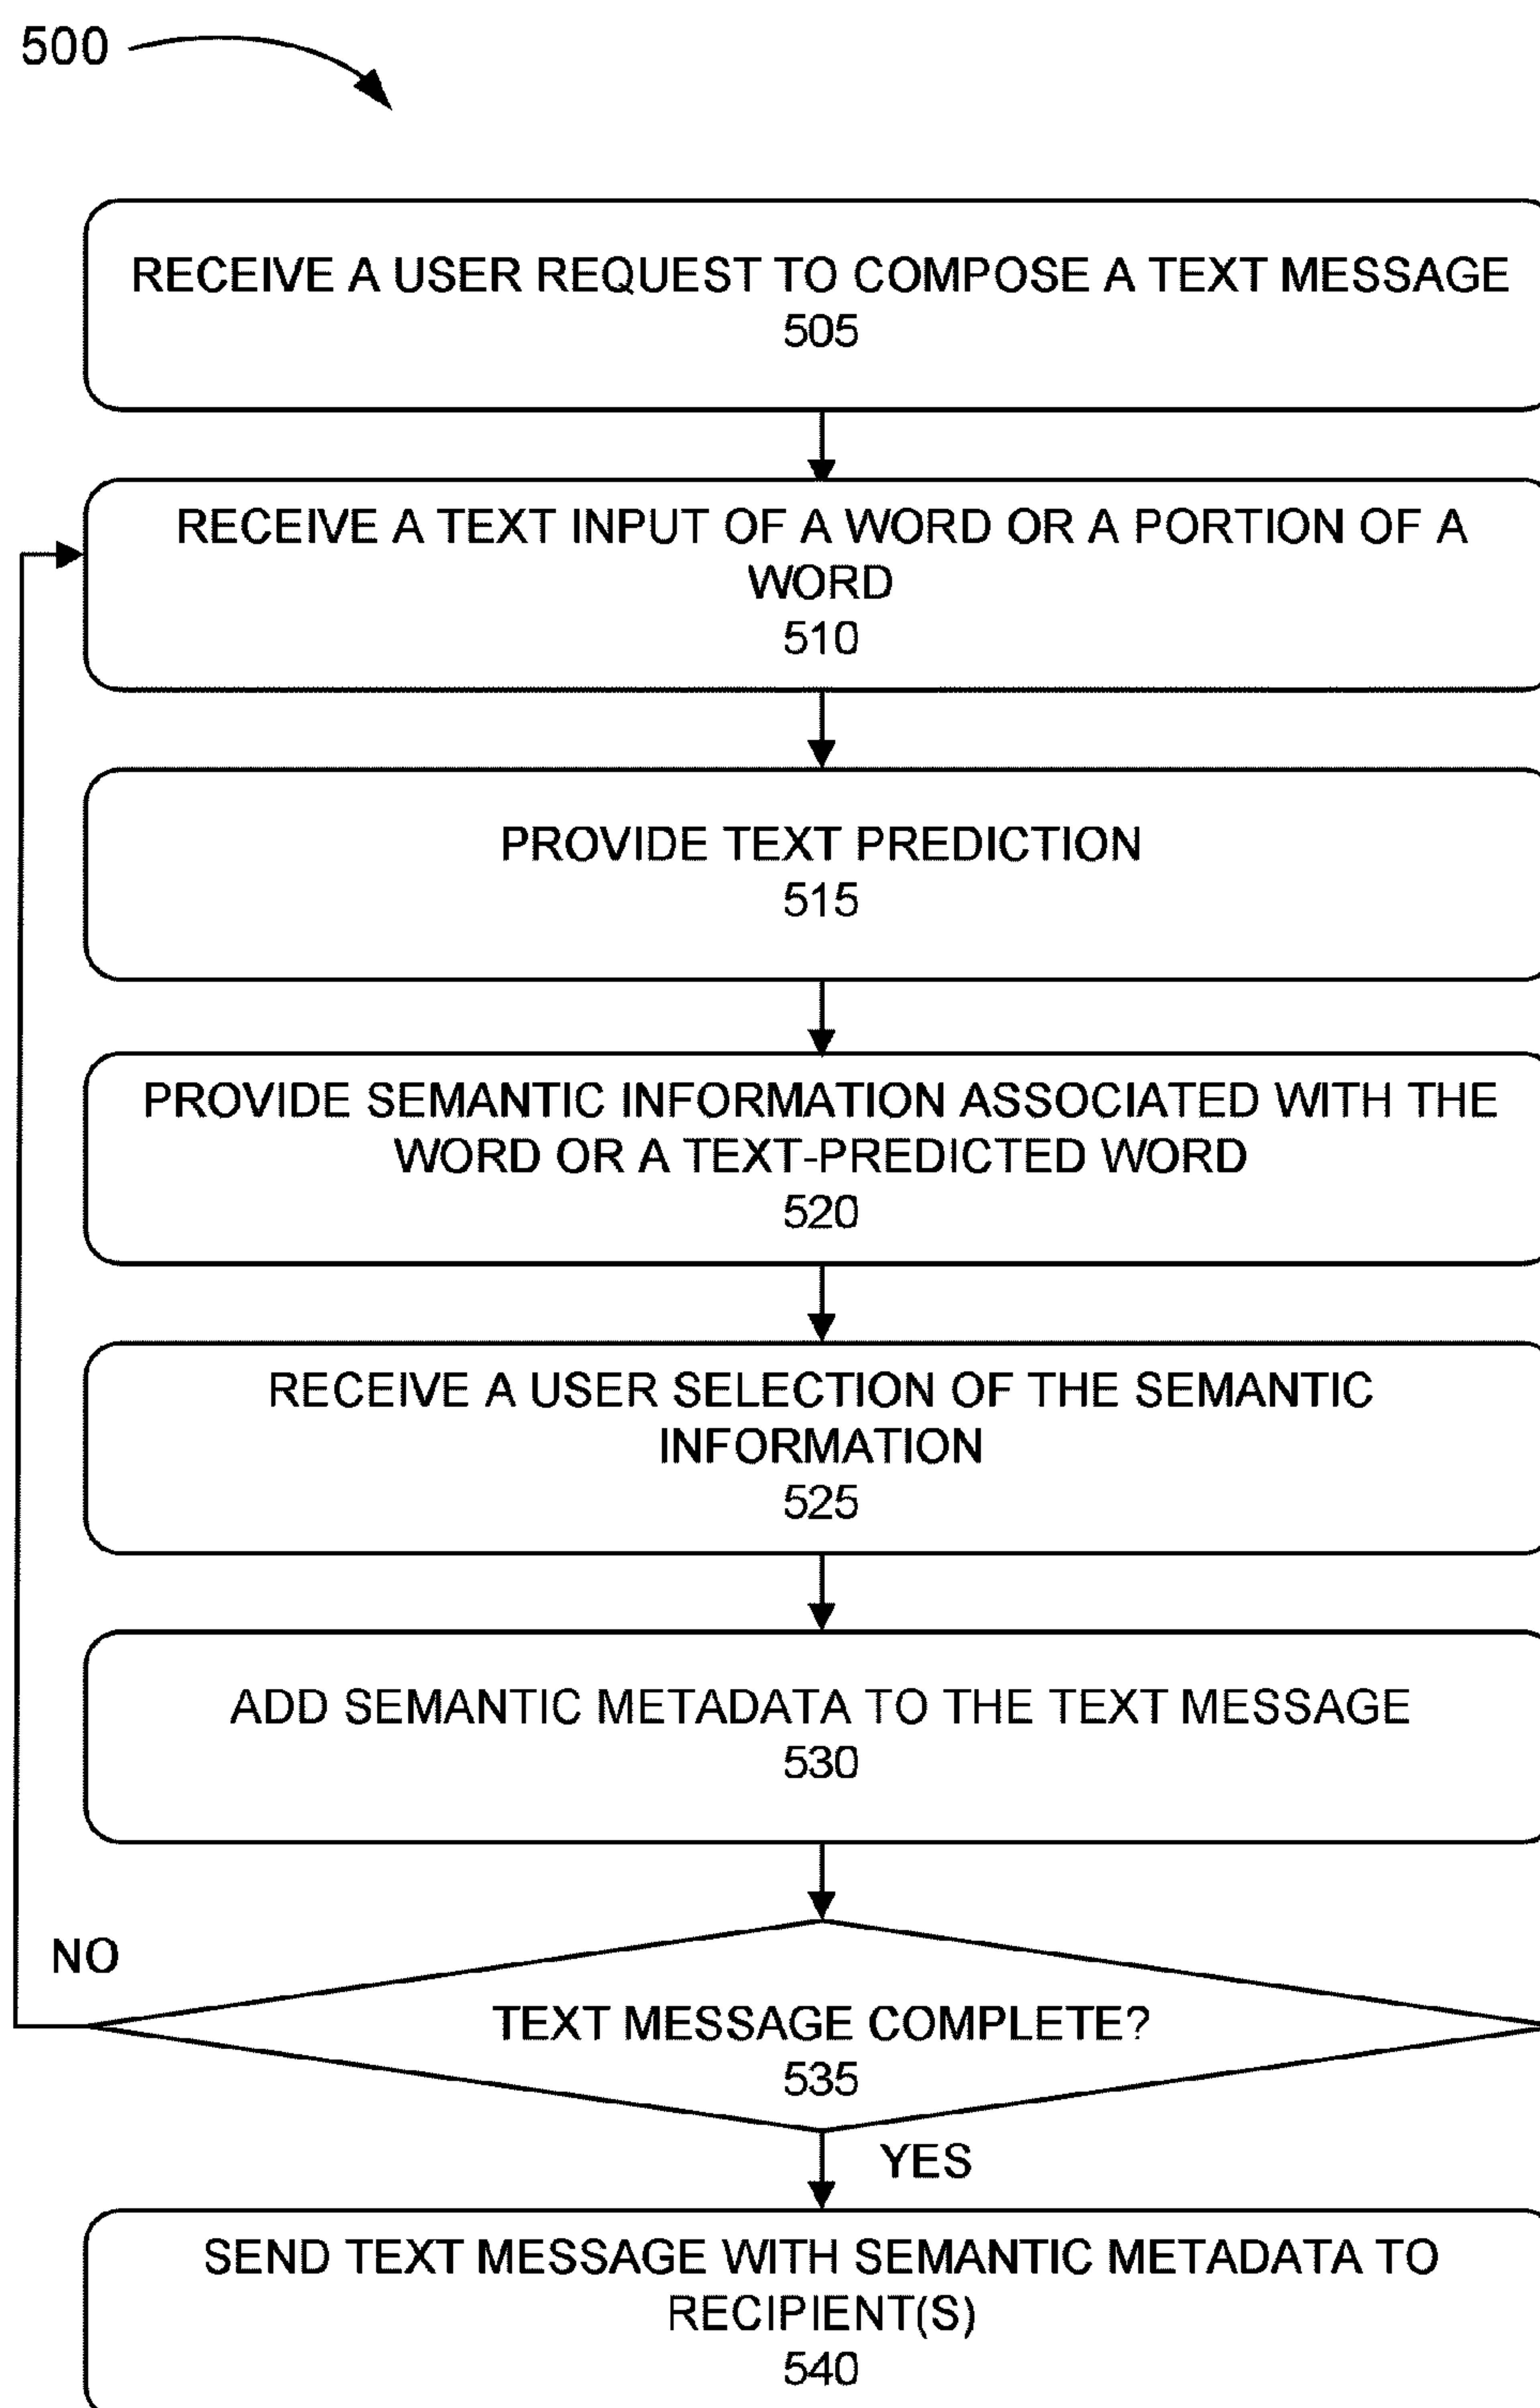 500
RECEIVE A USER REQUEST TO COMPOSE A TEXT MESSAGE
505
RECEIVE A TEXT INPUT OF A WORD OR A PORTION OF A
WORD
510
PROVIDE TEXT PREDICTION
515
PROVIDE SEMANTIC INFORMATION ASSOCIATED WITH THE
WORD OR A TEXT-PREDICTED WORD
520
RECEIVE A USER SELECTION OF THE SEMANTIC
INFORMATION
525
ADD SEMANTIC METADATA TO THE TEXT MESSAGE
530
NO
TEXT MESSAGE COMPLETE?
535
YES
SEND TEXT MESSAGE WITH SEMANTIC METADATA TO
RECIPIENT(S)
540